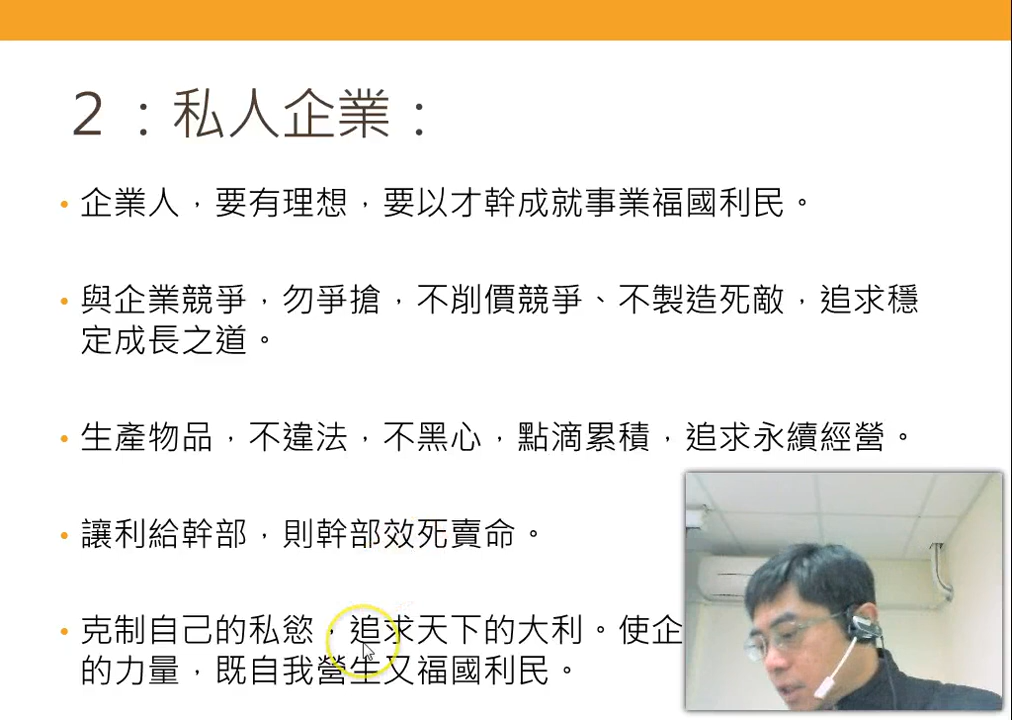 2：私人企業：
• 企業人，要有理想，要以才幹成就事業福國利民。
• 與企業競爭，勿爭搶，不削價競爭、不製造死敵，追求穩
定成長之道。
• 生產物品，不違法，不黑心，點滴累積，追求永續經營。
• 讓利給幹部，則幹部效死賣命。
• 克制自己的私慾，追求天下的大利。使企
的力量，既自我營生又福國利民。